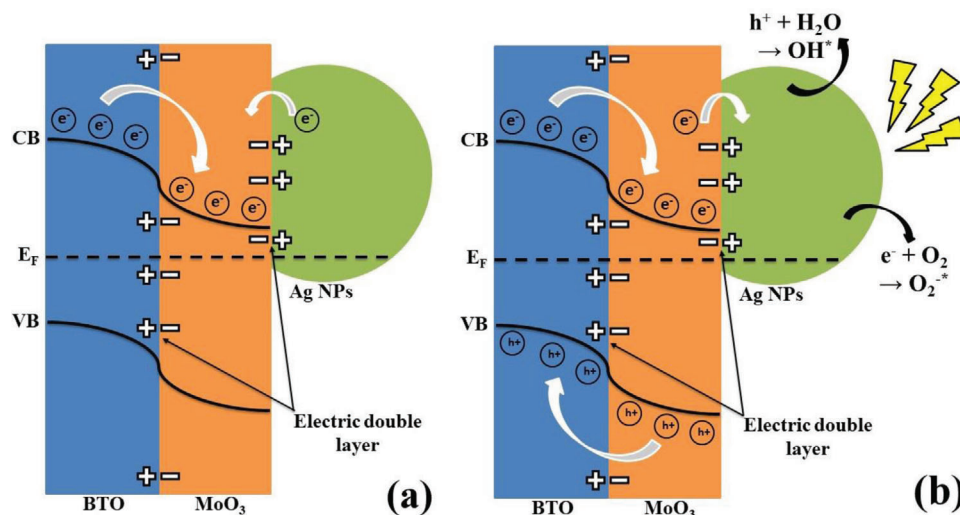 CB
e⁻ e⁻ e⁻
e⁻
e⁻ e⁻ e⁻
E_F
Ag NPs
VB
Electric double
layer
BTO
MoO₃
(a)
h⁺ + H₂O
→ OH*
CB
e⁻ e⁻ e⁻
e⁻
e⁻ e⁻ e⁻
E_F
e⁻ + O₂
→ O₂⁻*
Ag NPs
VB
h+ h+ h+
h+ h+ h+
Electric double
layer
BTO
MoO₃
(b)